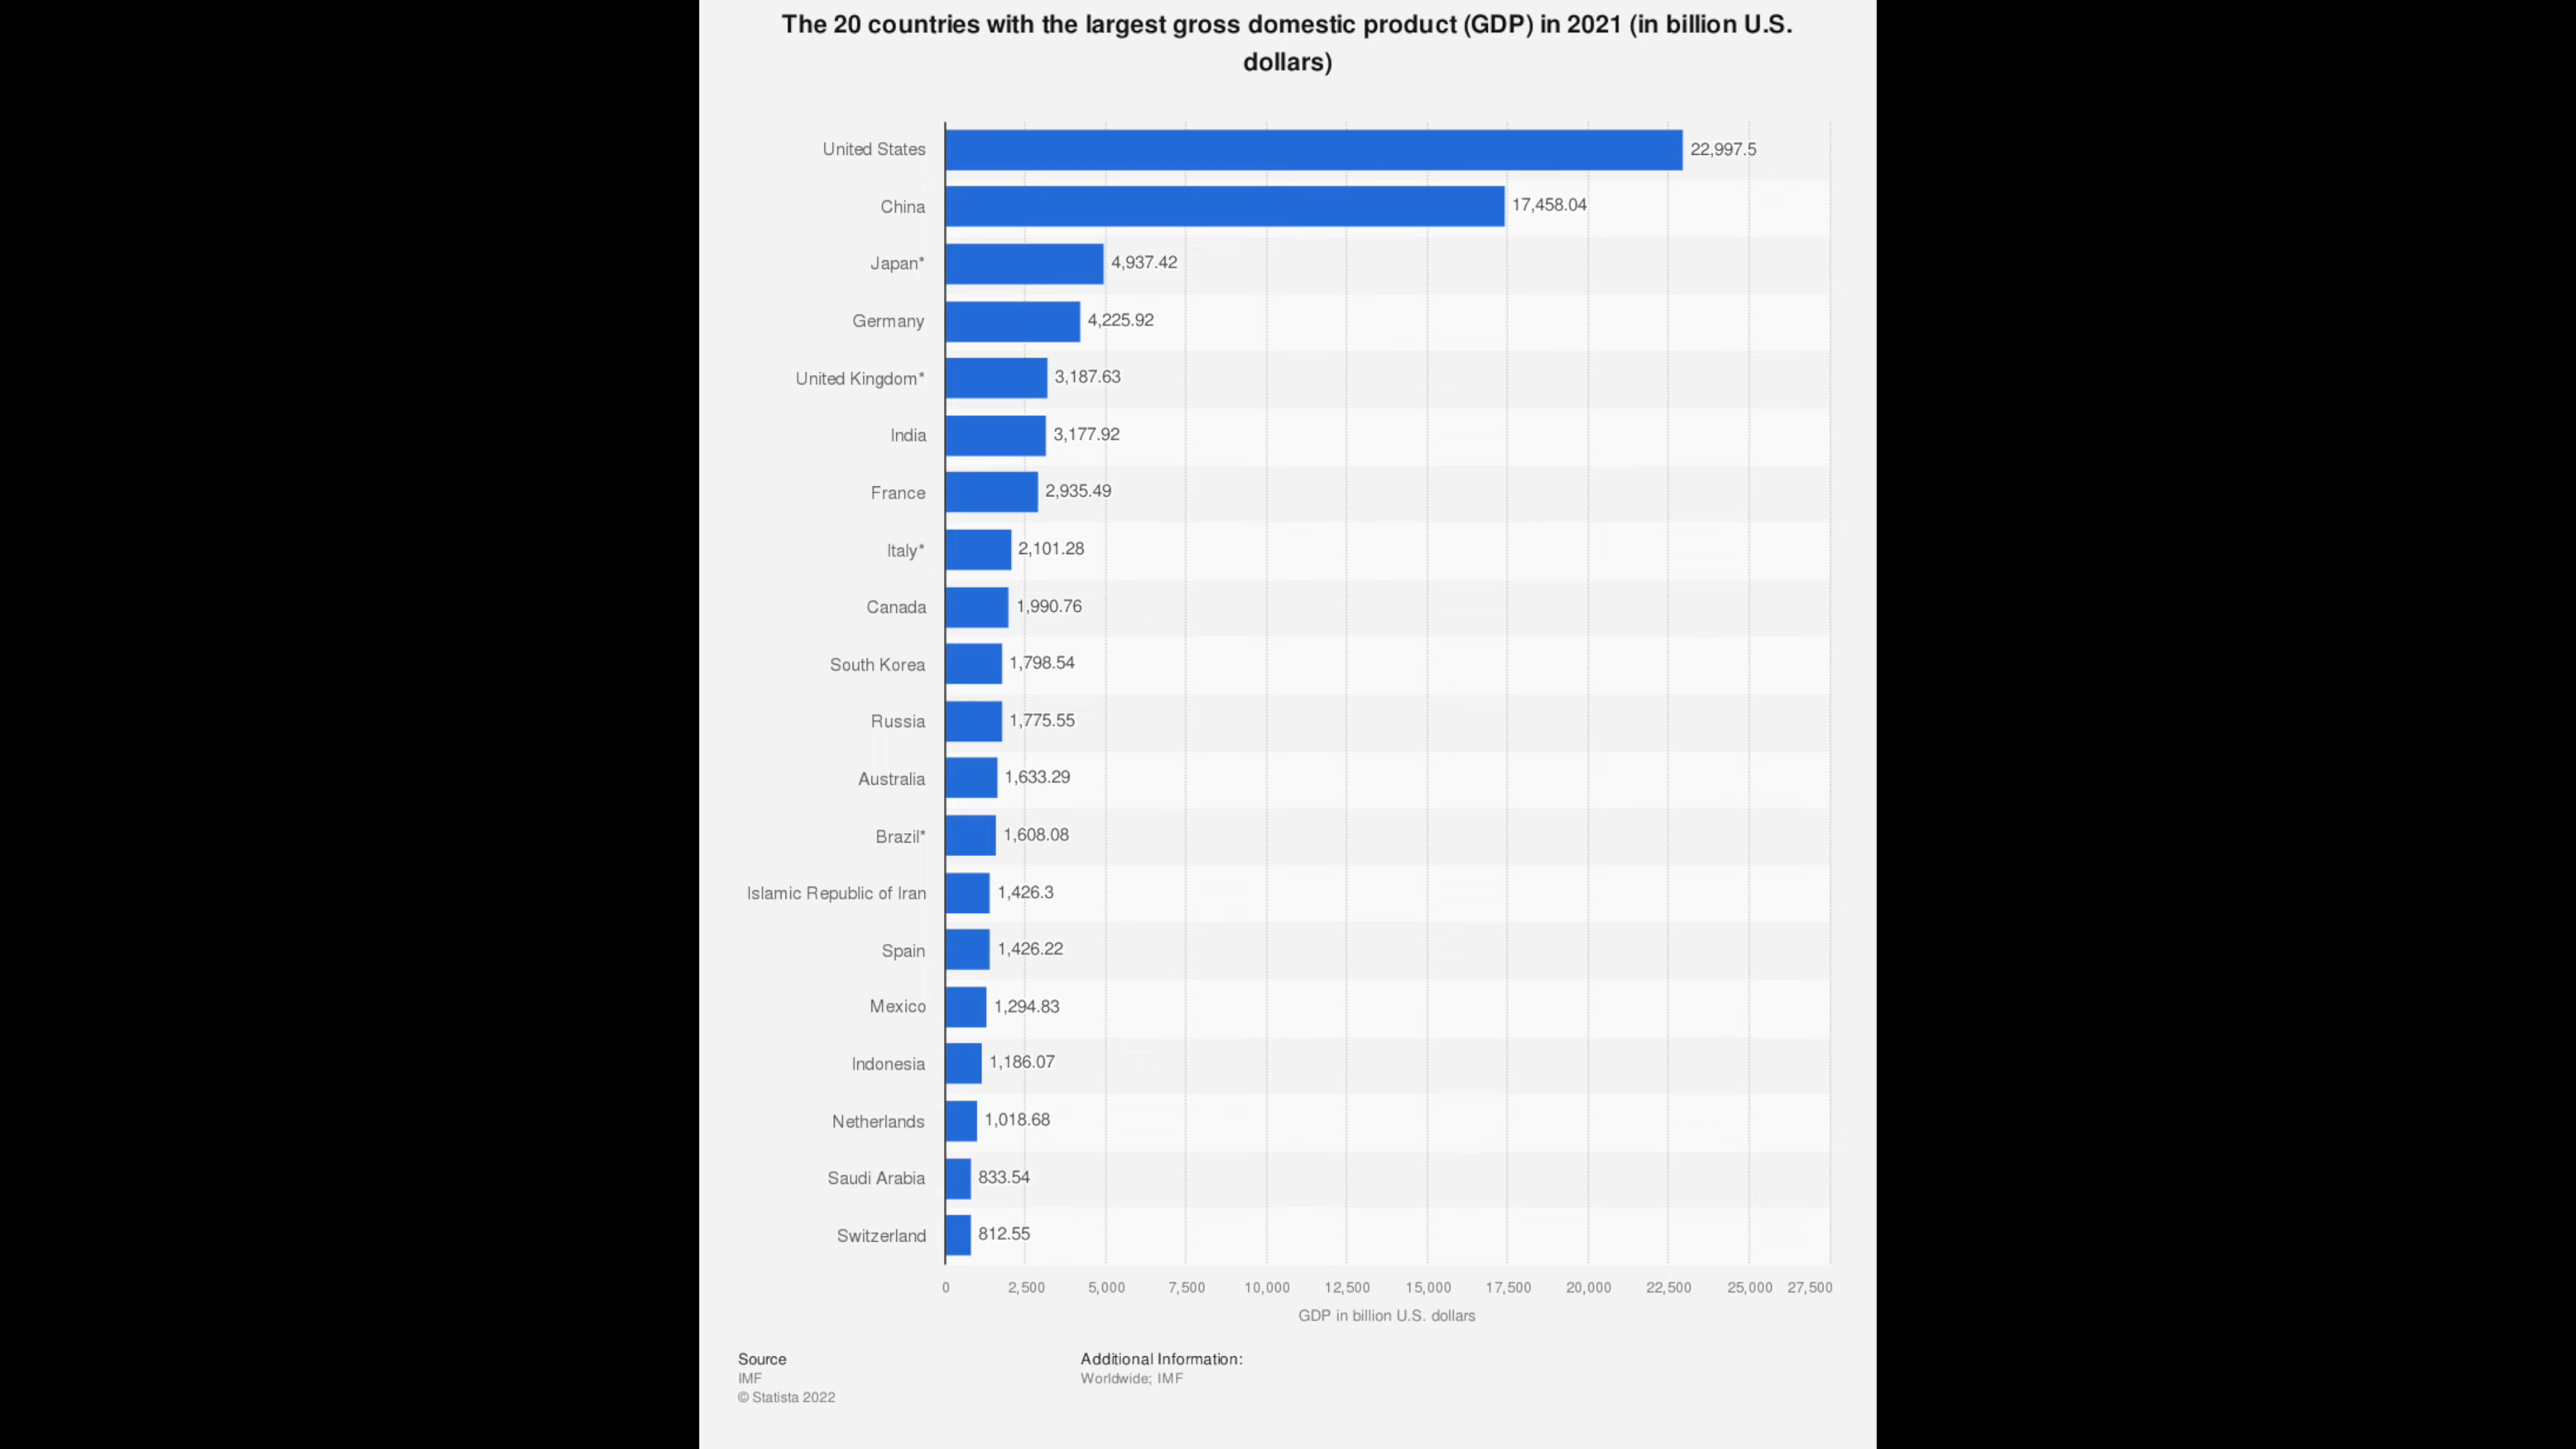 The 20 countries with the largest gross domestic product (GDP) in 2021 (in billion U.S.
dollars)
United States 22,997.5
China 17,458.04
Japan* 4,937.42
Germany 4,225.92
United Kingdom* 3,187.63
India 3,177.92
France 2,935.49
Italy* 2,101.28
Canada 1,990.76
South Korea 1,798.54
Russia 1,775.55
Australia 1,633.29
Brazil* 1,608.08
Islamic Republic of Iran 1,426.3
Spain 1,426.22
Mexico 1,294.83
Indonesia 1,186.07
Netherlands 1,018.68
Saudi Arabia 833.54
Switzerland 812.55
0 2,500 5,000 7,500 10,000 12,500 15,000 17,500 20,000 22,500 25,000 27,500
GDP in billion U.S. dollars
Source
IMF
© Statista 2022
Additional Information:
Worldwide; IMF